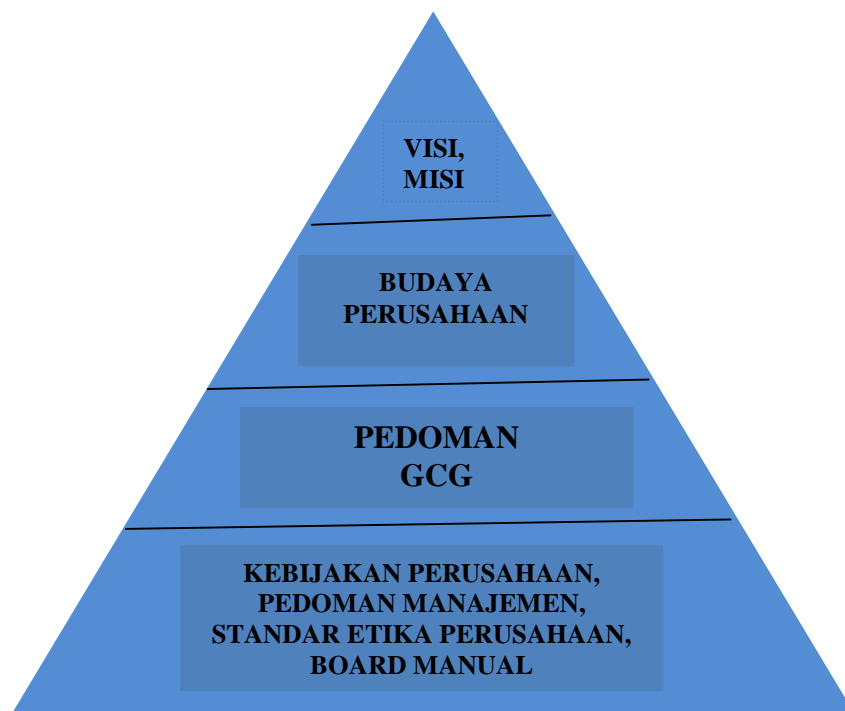 VISI,
MISI
BUDAYA
PERUSAHAAN
PEDOMAN
GCG
KEBIJAKAN PERUSAHAAN,
PEDOMAN MANAJEMEN,
STANDAR ETIKA PERUSAHAAN,
BOARD MANUAL